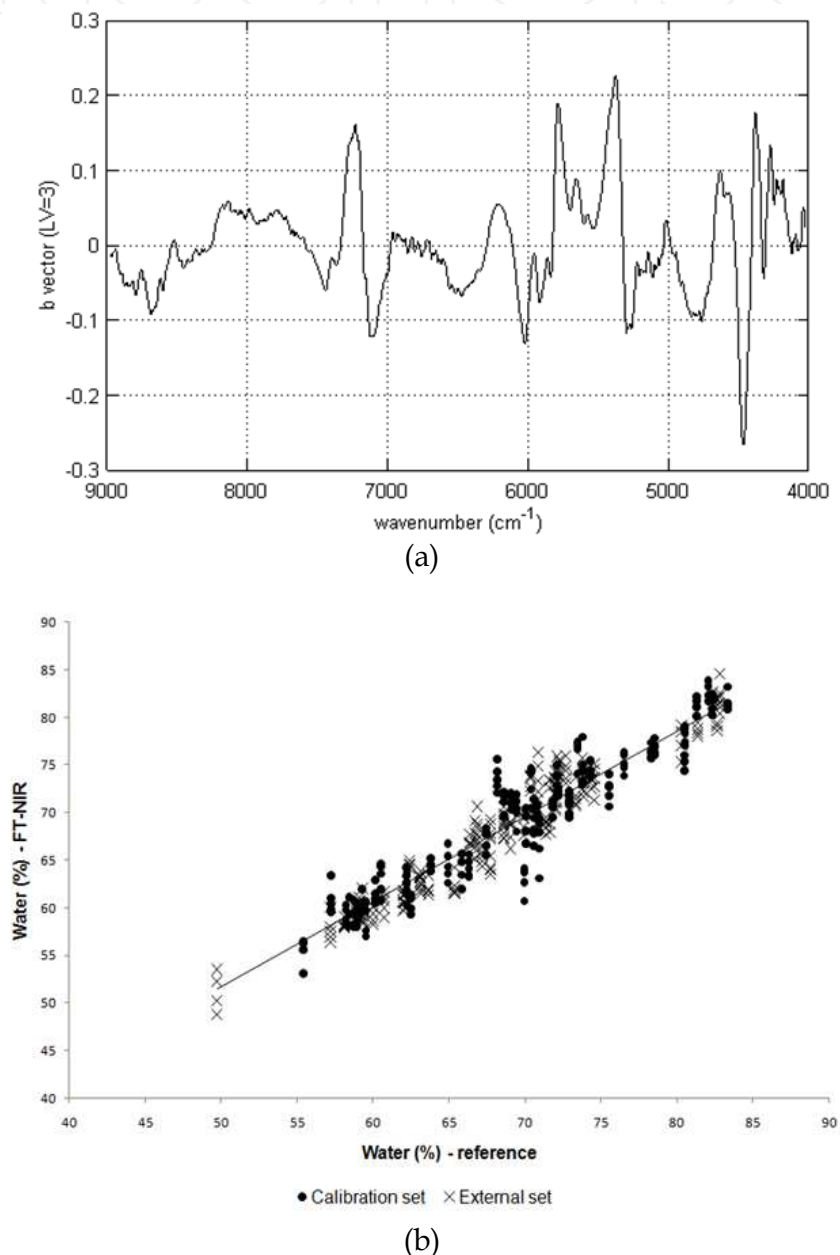 0.3
0.2
0.1
0
-0.1
-0.2
-0.3
b vector (LV=3)
9000 8000 7000 6000 5000 4000
wavenumber (cm⁻¹)
(a)
90
85
80
75
70
65
60
55
50
45
40
Water (%) - FT-NIR
40 45 50 55 60 65 70 75 80 85 90
Water (%) - reference
● Calibration set × External set
(b)